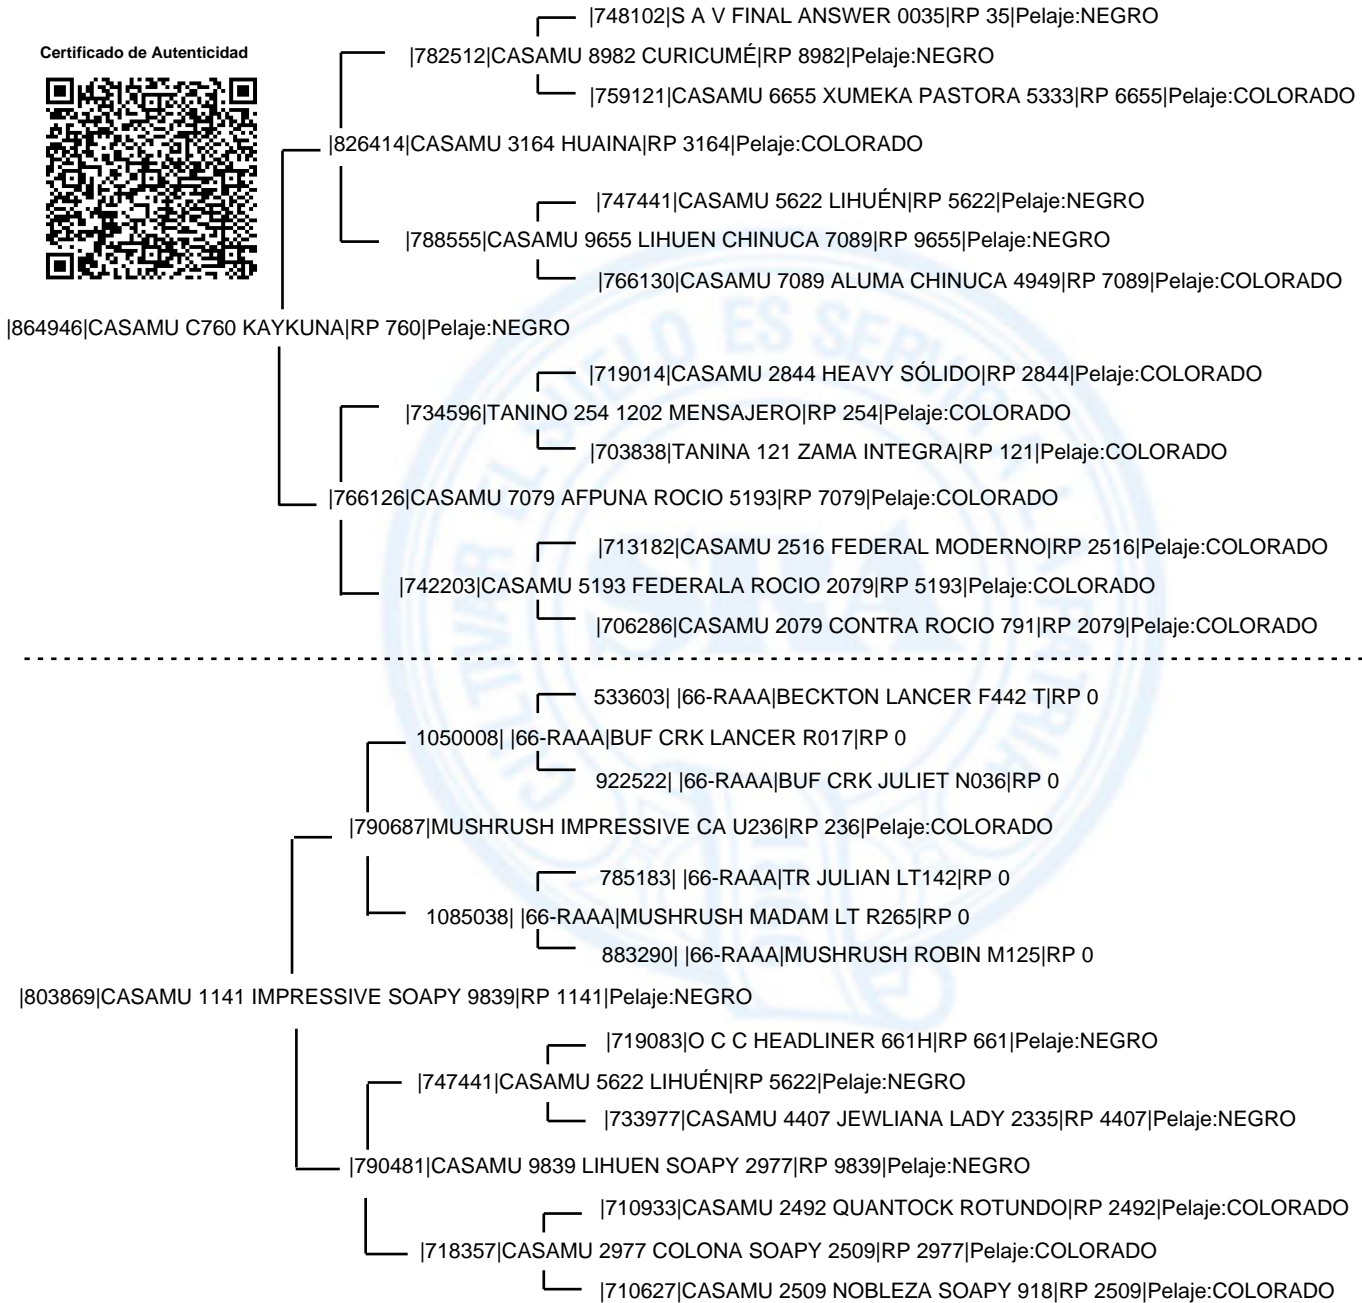 |748102|S A V FINAL ANSWER 0035|RP 35|Pelaje:NEGRO
Certificado de Autenticidad
|782512|CASAMU 8982 CURICUMÉ|RP 8982|Pelaje:NEGRO
|759121|CASAMU 6655 XUMEKA PASTORA 5333|RP 6655|Pelaje:COLORADO
|826414|CASAMU 3164 HUAINA|RP 3164|Pelaje:COLORADO
|747441|CASAMU 5622 LIHUÉN|RP 5622|Pelaje:NEGRO
|788555|CASAMU 9655 LIHUEN CHINUCA 7089|RP 9655|Pelaje:NEGRO
|766130|CASAMU 7089 ALUMA CHINUCA 4949|RP 7089|Pelaje:COLORADO
|864946|CASAMU C760 KAYKUNA|RP 760|Pelaje:NEGRO
|719014|CASAMU 2844 HEAVY SÓLIDO|RP 2844|Pelaje:COLORADO
|734596|TANINO 254 1202 MENSAJERO|RP 254|Pelaje:COLORADO
|703838|TANINA 121 ZAMA INTEGRA|RP 121|Pelaje:COLORADO
|766126|CASAMU 7079 AFPUNA ROCIO 5193|RP 7079|Pelaje:COLORADO
|713182|CASAMU 2516 FEDERAL MODERNO|RP 2516|Pelaje:COLORADO
|742203|CASAMU 5193 FEDERALA ROCIO 2079|RP 5193|Pelaje:COLORADO
|706286|CASAMU 2079 CONTRA ROCIO 791|RP 2079|Pelaje:COLORADO
533603| |66-RAAA|BECKTON LANCER F442 T|RP 0
1050008| |66-RAAA|BUF CRK LANCER R017|RP 0
922522| |66-RAAA|BUF CRK JULIET N036|RP 0
|790687|MUSHRUSH IMPRESSIVE CA U236|RP 236|Pelaje:COLORADO
785183| |66-RAAA|TR JULIAN LT142|RP 0
1085038| |66-RAAA|MUSHRUSH MADAM LT R265|RP 0
883290| |66-RAAA|MUSHRUSH ROBIN M125|RP 0
|803869|CASAMU 1141 IMPRESSIVE SOAPY 9839|RP 1141|Pelaje:NEGRO
|719083|O C C HEADLINER 661H|RP 661|Pelaje:NEGRO
|747441|CASAMU 5622 LIHUÉN|RP 5622|Pelaje:NEGRO
|733977|CASAMU 4407 JEWLIANA LADY 2335|RP 4407|Pelaje:NEGRO
|790481|CASAMU 9839 LIHUEN SOAPY 2977|RP 9839|Pelaje:NEGRO
|710933|CASAMU 2492 QUANTOCK ROTUNDO|RP 2492|Pelaje:COLORADO
|718357|CASAMU 2977 COLONA SOAPY 2509|RP 2977|Pelaje:COLORADO
|710627|CASAMU 2509 NOBLEZA SOAPY 918|RP 2509|Pelaje:COLORADO
CULTIVAR EL SUELO ES SERVIR A LA PATRIA
SRA
1866